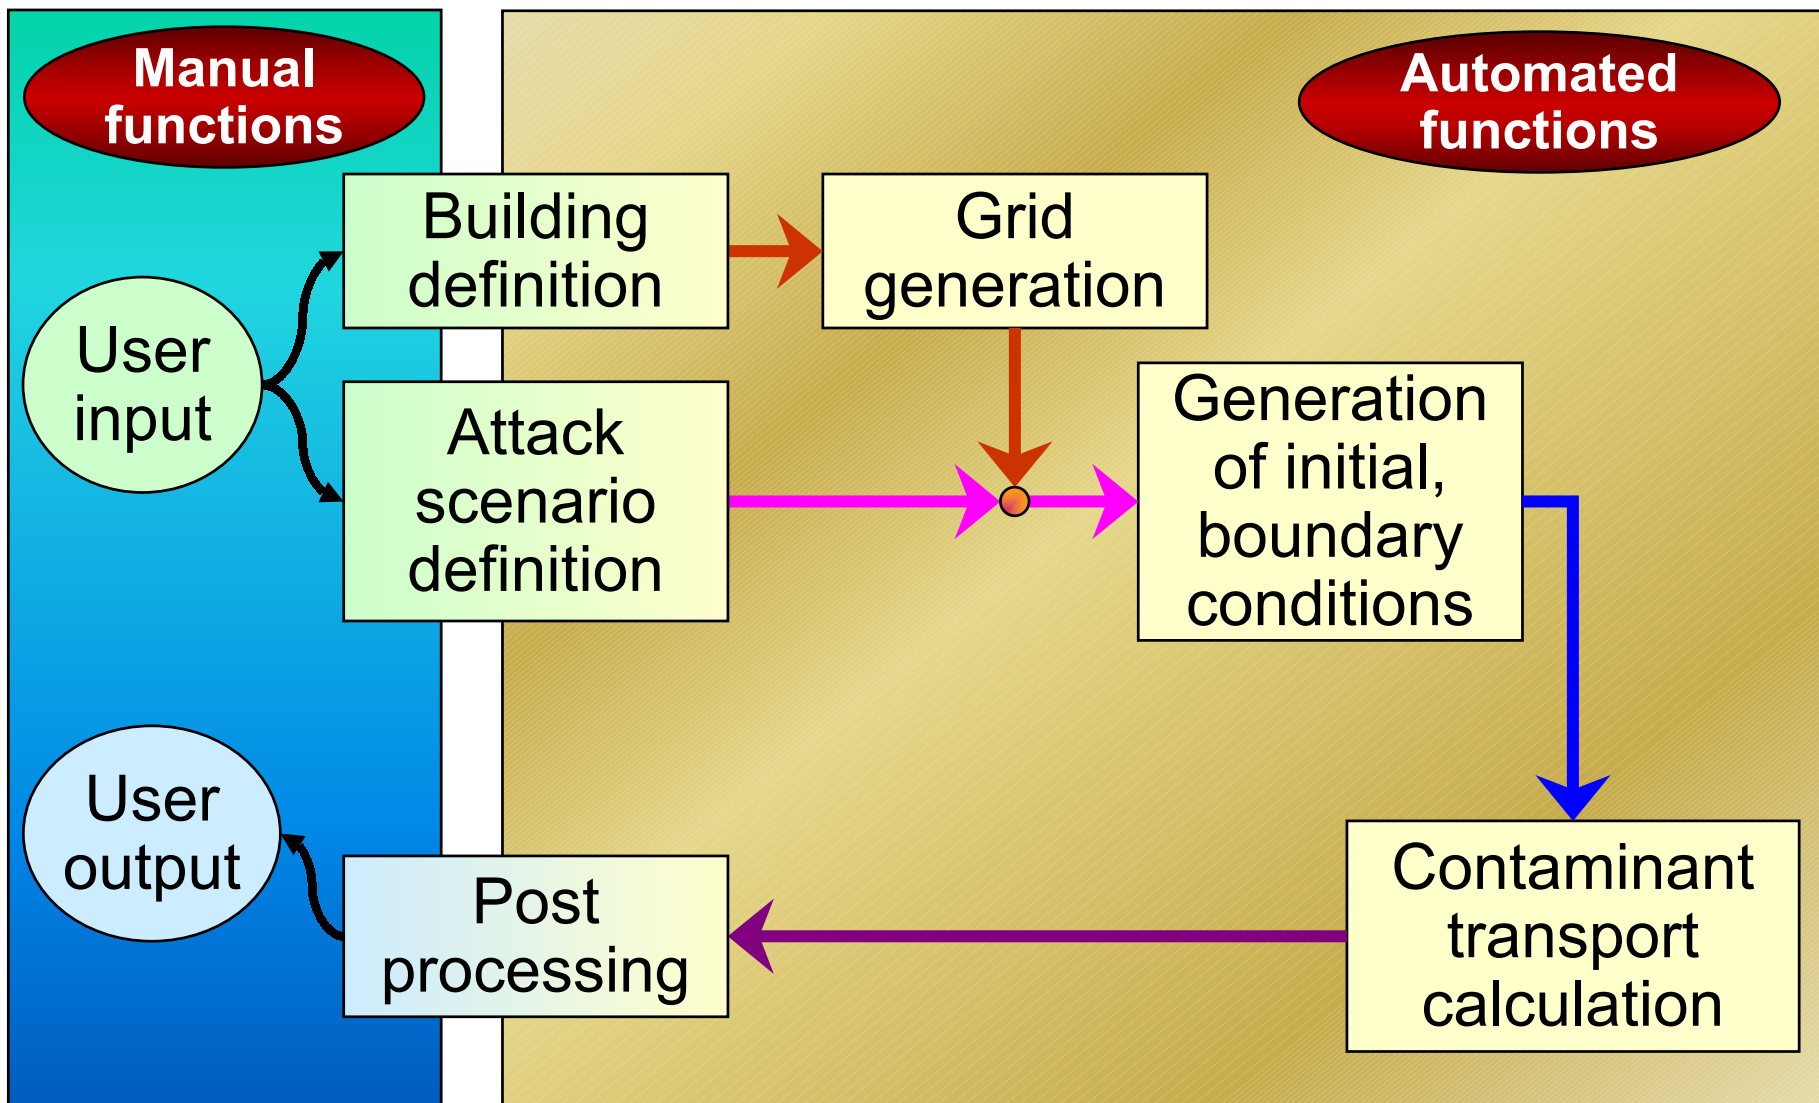 Manual
functions
Automated
functions
Building
definition
Grid
generation
User
input
Attack
scenario
definition
Generation
of initial,
boundary
conditions
User
output
Post
processing
Contaminant
transport
calculation